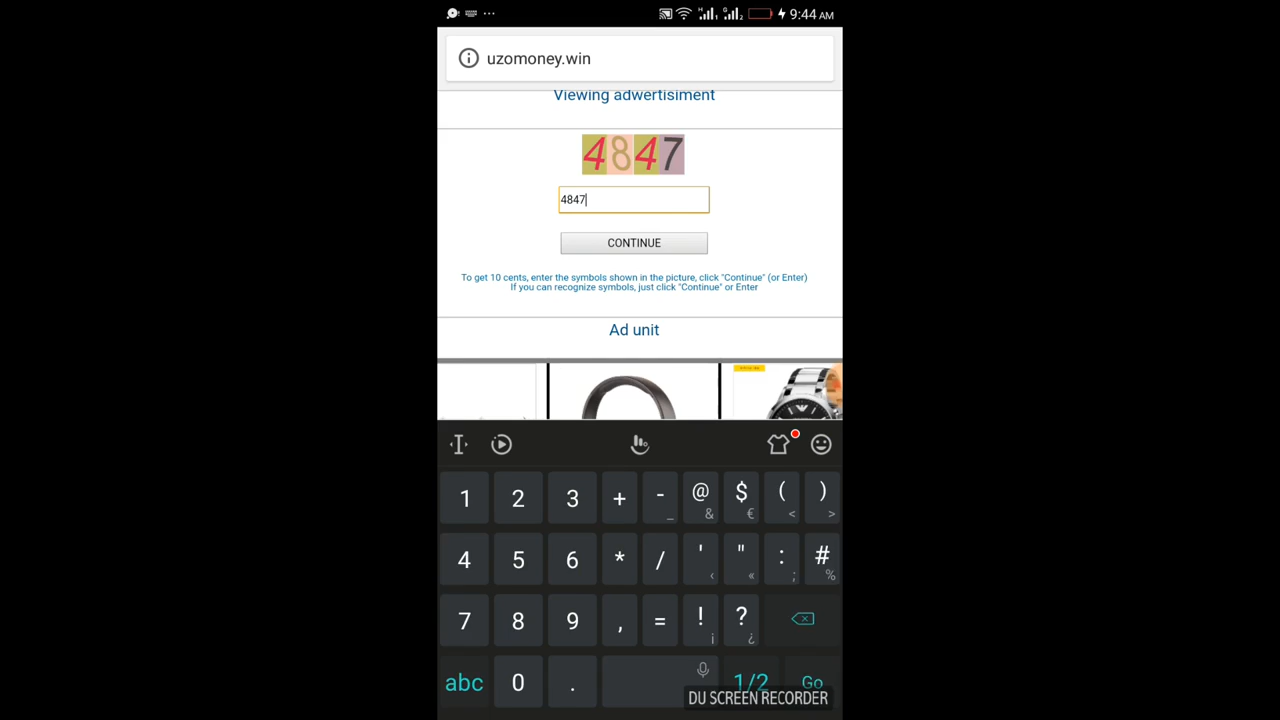 9:44 AM
uzomoney.win
Viewing adwertisiment
4847
4847
CONTINUE
To get 10 cents, enter the symbols shown in the picture, click "Continue" (or Enter)
If you can recognize symbols, just click "Continue" or Enter
Ad unit
1 2 3 + - _ @ & $ € ( < ) >
4 5 6 * / ' ‹ " « : ; # %
7 8 9 , = ! ¡ ? ¿
abc 0 . 1/2 Go
DU SCREEN RECORDER